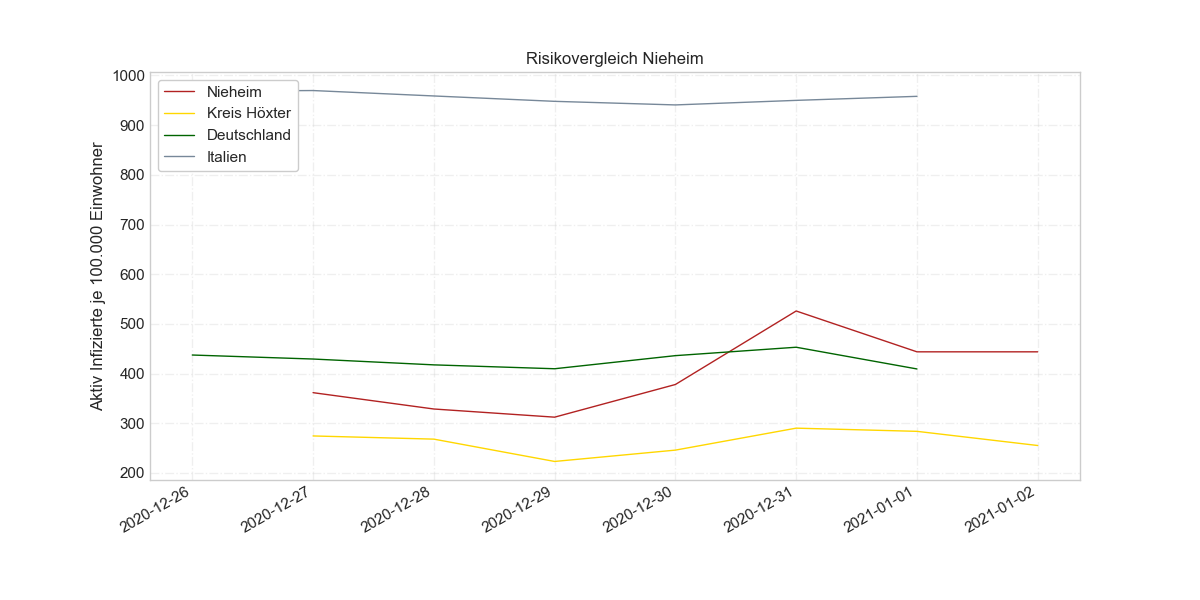 Risikovergleich Nieheim
Aktiv Infizierte je 100.000 Einwohner
1000
900
800
700
600
500
400
300
200
Nieheim
Kreis Höxter
Deutschland
Italien
2020-12-26
2020-12-27
2020-12-28
2020-12-29
2020-12-30
2020-12-31
2021-01-01
2021-01-02